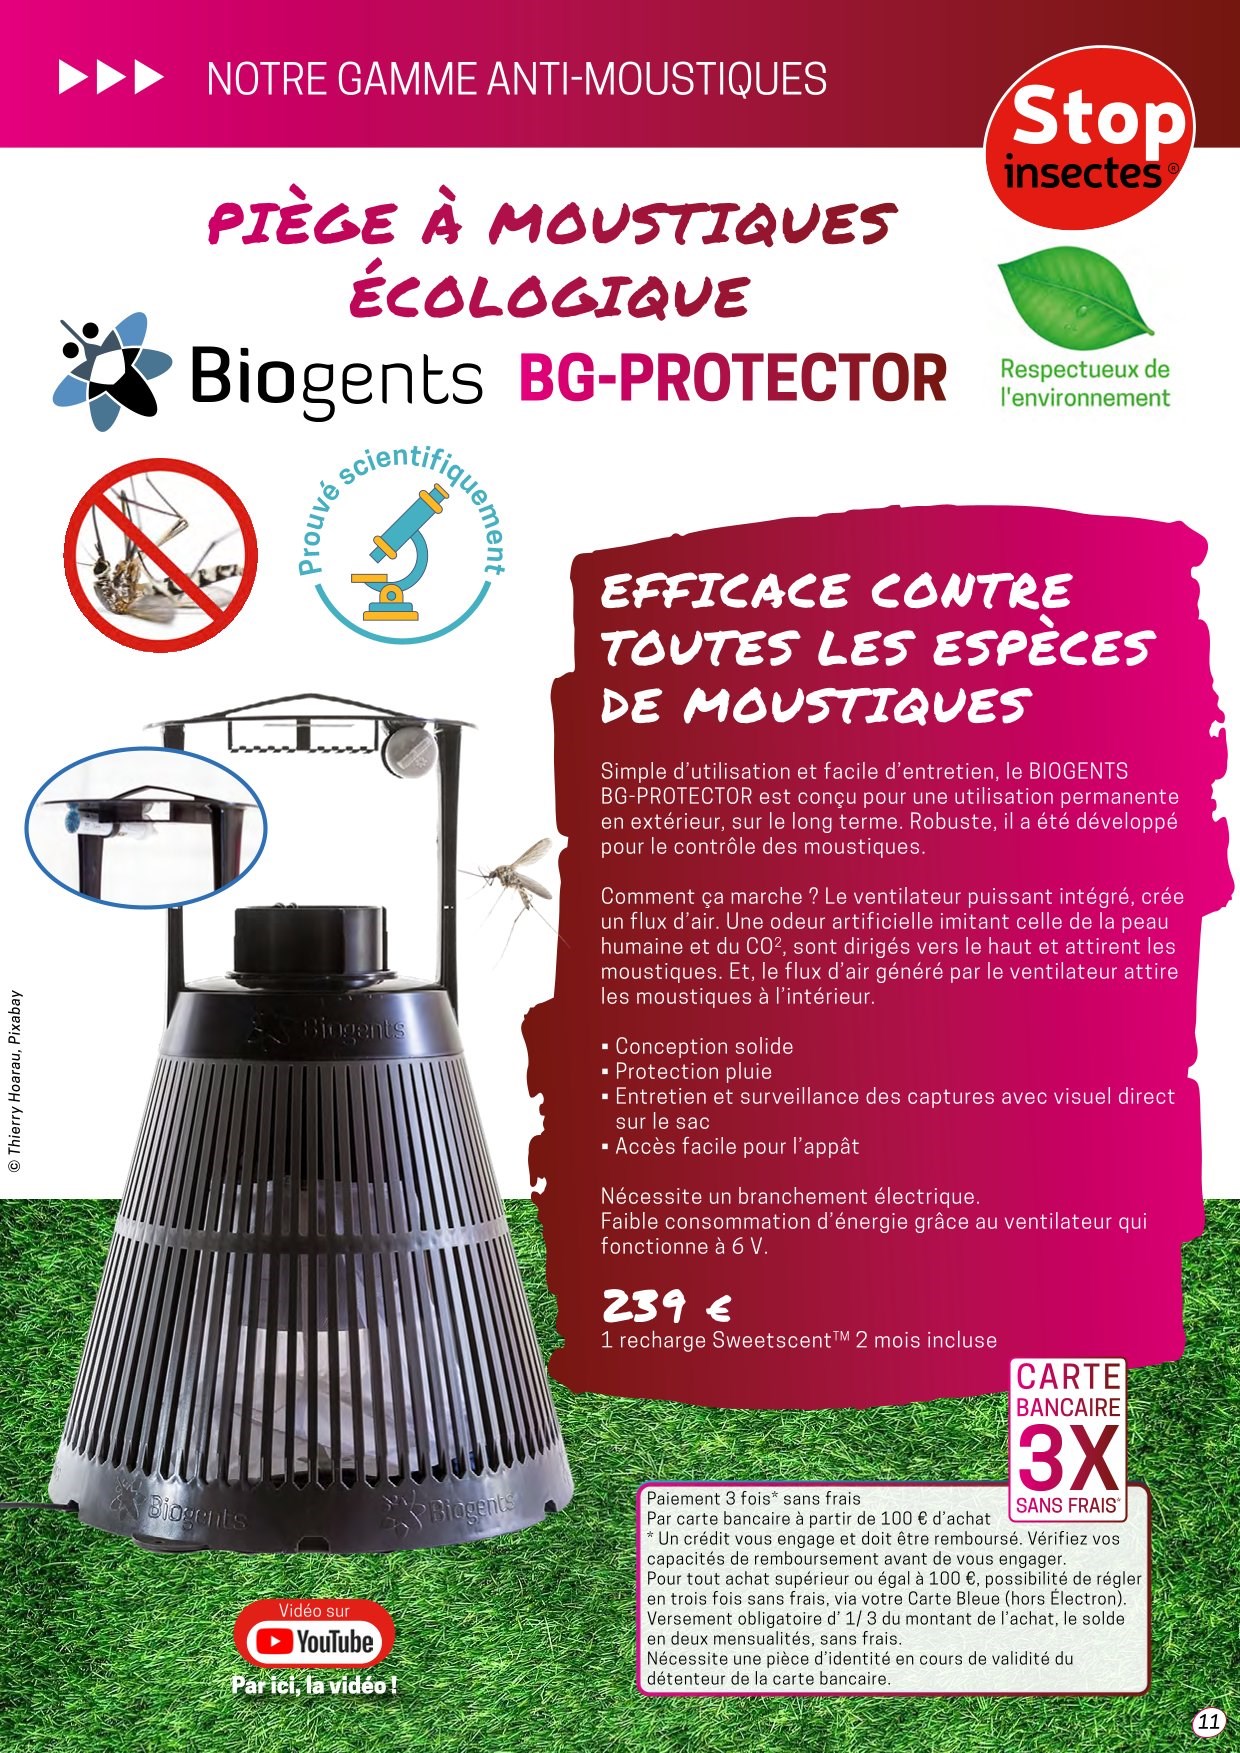 NOTRE GAMME ANTI-MOUSTIQUES
Stop
insectes®
PIÈGE À MOUSTIQUES
ÉCOLOGIQUE
Biogents BG-PROTECTOR
Respectueux de
l'environnement
Prouvé scientifiquement
EFFICACE CONTRE
TOUTES LES ESPÈCES
DE MOUSTIQUES
Simple d'utilisation et facile d'entretien, le BIOGENTS
BG-PROTECTOR est conçu pour une utilisation permanente
en extérieur, sur le long terme. Robuste, il a été développé
pour le contrôle des moustiques.
Comment ça marche ? Le ventilateur puissant intégré, crée
un flux d'air. Une odeur artificielle imitant celle de la peau
humaine et du CO², sont dirigés vers le haut et attirent les
moustiques. Et, le flux d'air généré par le ventilateur attire
les moustiques à l'intérieur.
▪ Conception solide
▪ Protection pluie
▪ Entretien et surveillance des captures avec visuel direct
sur le sac
▪ Accès facile pour l'appât
Nécessite un branchement électrique.
Faible consommation d'énergie grâce au ventilateur qui
fonctionne à 6 V.
239 €
1 recharge Sweetscent™ 2 mois incluse
© Thierry Hoarau, Pixabay
Biogents
Biogents
Biogents
CARTE
BANCAIRE
3X
SANS FRAIS*
Paiement 3 fois* sans frais
Par carte bancaire à partir de 100 € d'achat
* Un crédit vous engage et doit être remboursé. Vérifiez vos
capacités de remboursement avant de vous engager.
Pour tout achat supérieur ou égal à 100 €, possibilité de régler
en trois fois sans frais, via votre Carte Bleue (hors Électron).
Versement obligatoire d' 1/ 3 du montant de l'achat, le solde
en deux mensualités, sans frais.
Nécessite une pièce d'identité en cours de validité du
détenteur de la carte bancaire.
Vidéo sur
YouTube
Par ici, la vidéo !
11